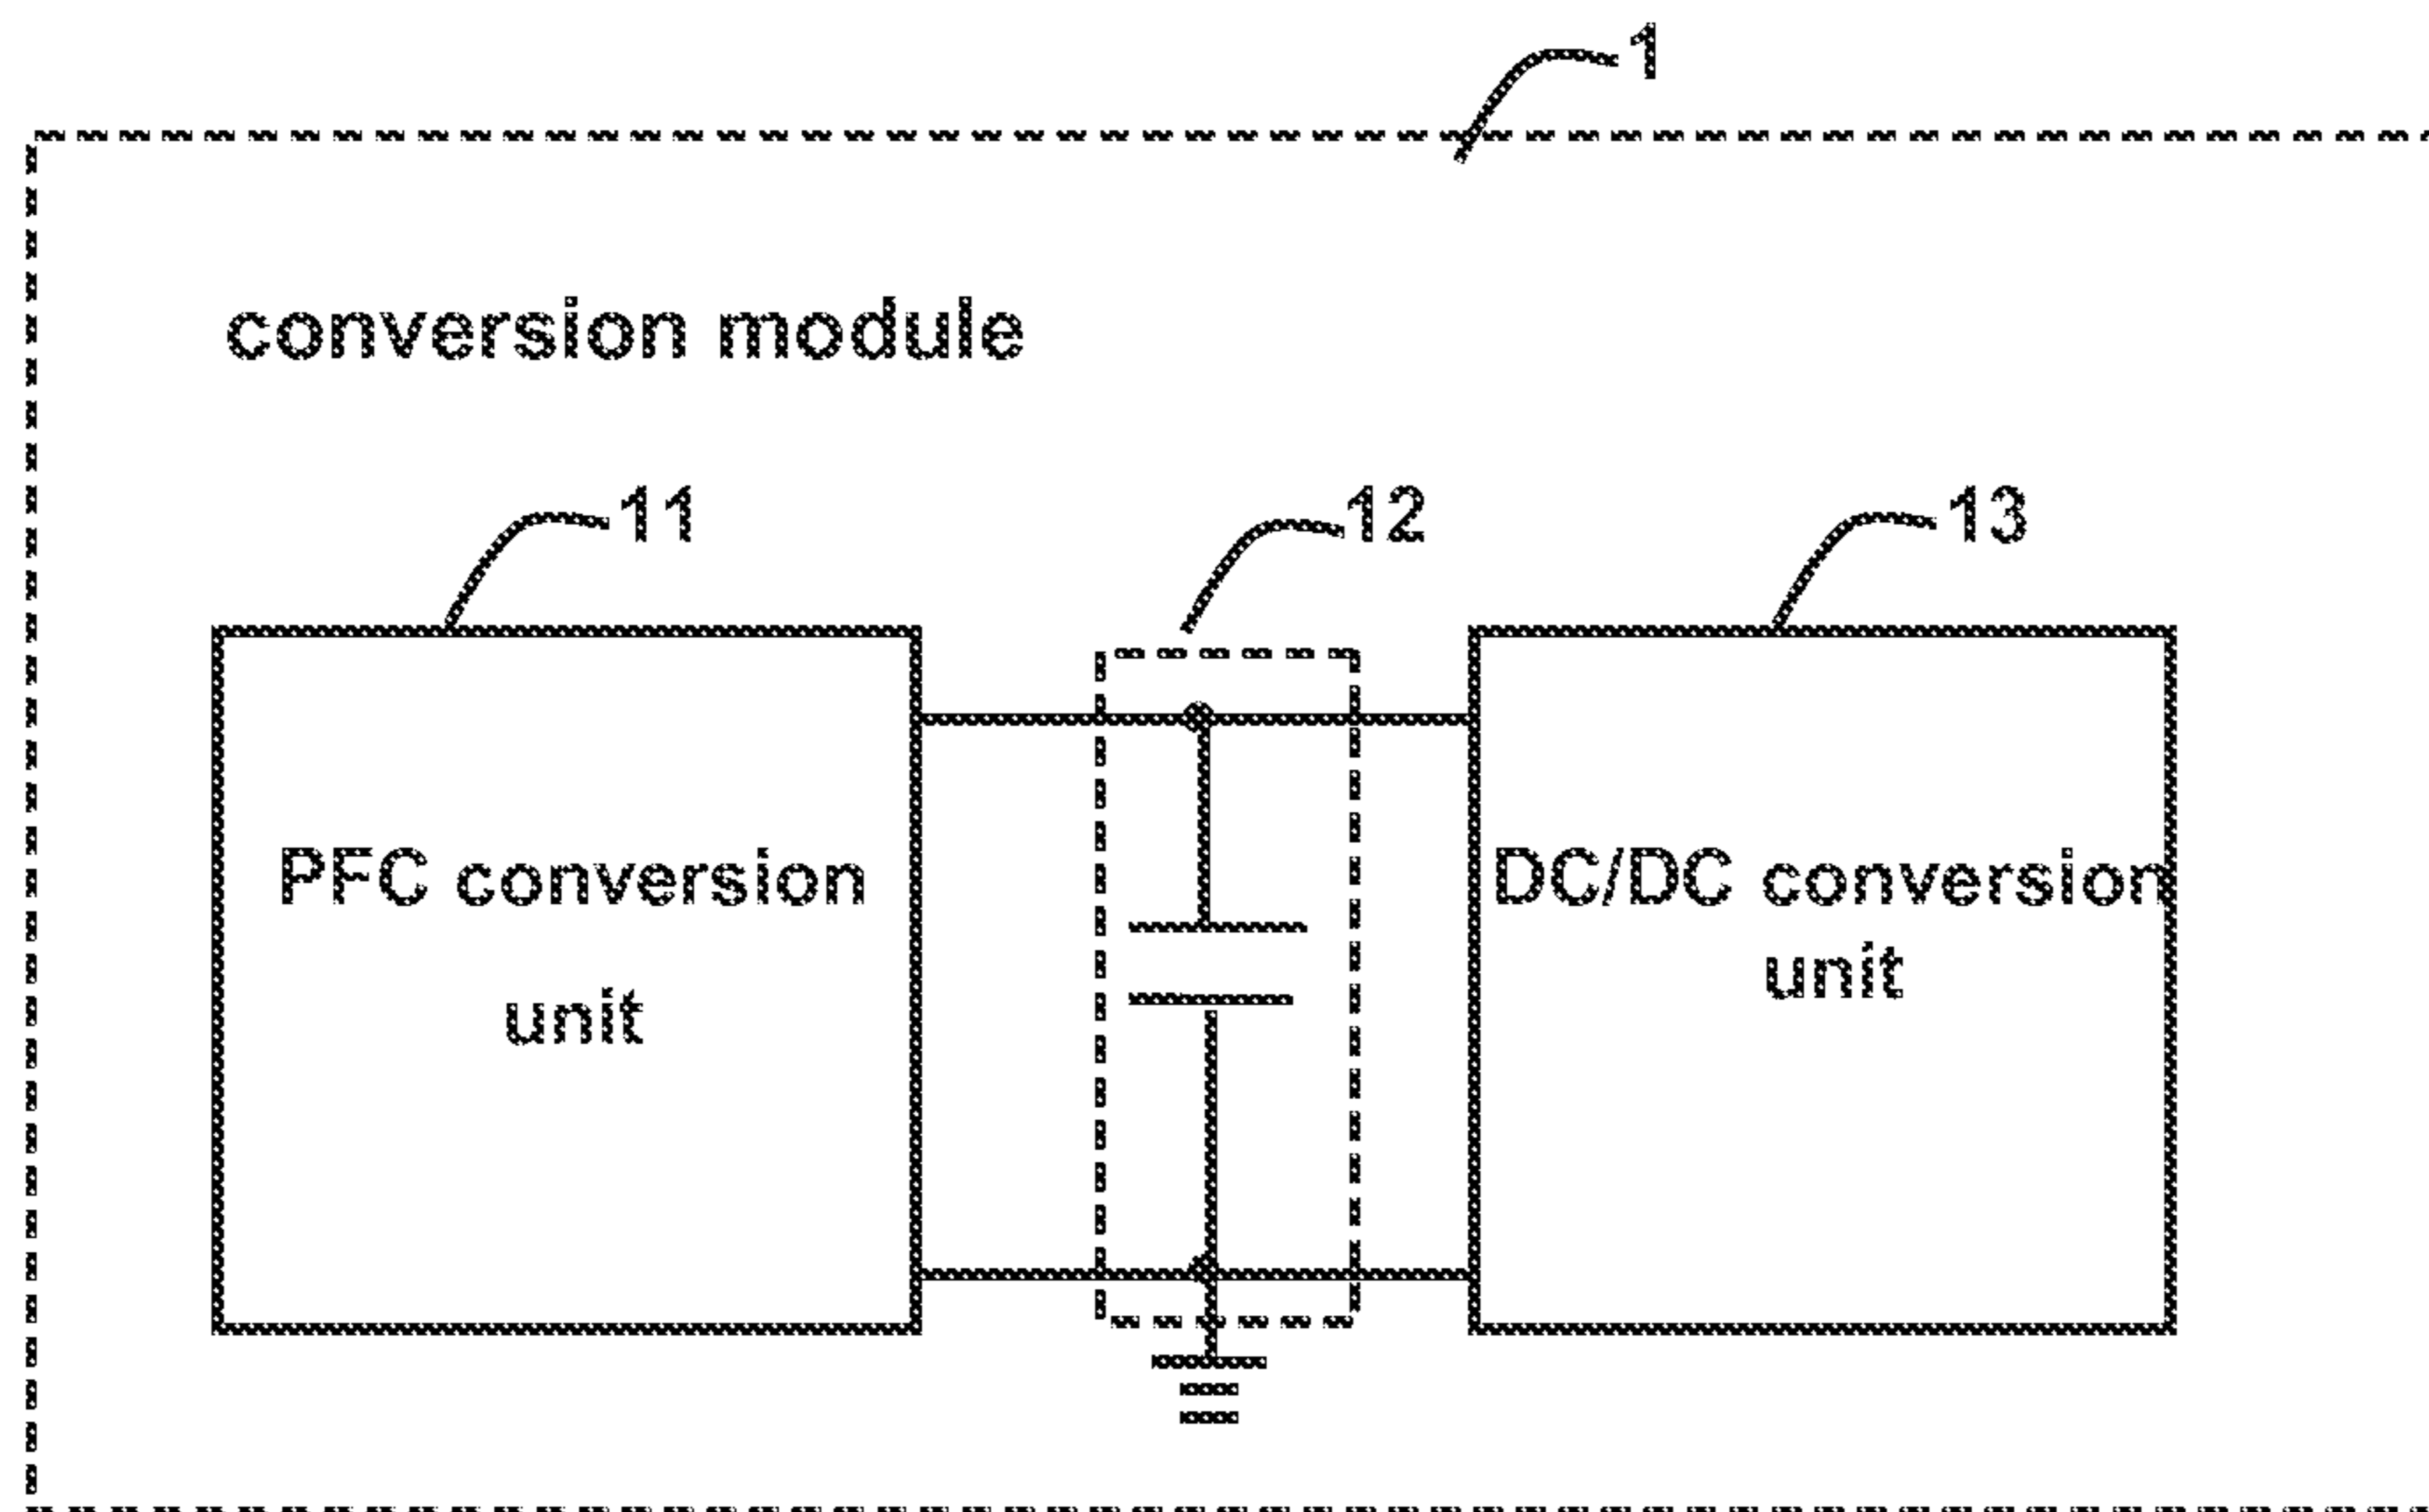 1
conversion module
11
12
13
PFC conversion
unit
DC/DC conversion
unit